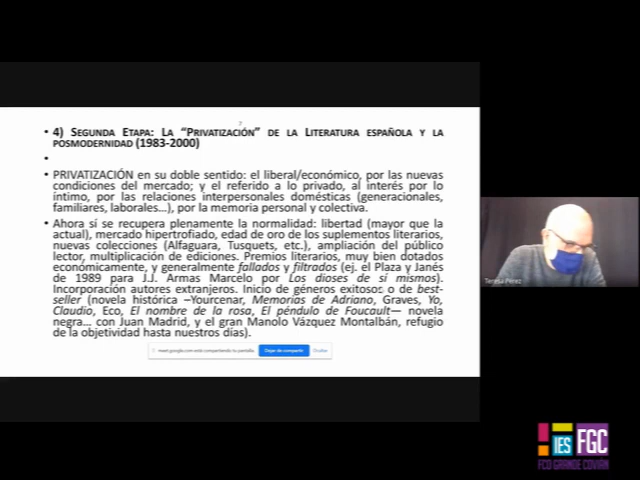 7
• 4) SEGUNDA ETAPA: LA “PRIVATIZACIÓN” DE LA LITERATURA ESPAÑOLA Y LA
POSMODERNIDAD (1983-2000)
•
• PRIVATIZACIÓN en su doble sentido: el liberal/económico, por las nuevas
condiciones del mercado; y el referido a lo privado, al interés por lo
íntimo, por las relaciones interpersonales domésticas (generacionales,
familiares, laborales…), por la memoria personal y colectiva.
• Ahora sí se recupera plenamente la normalidad: libertad (mayor que la
actual), mercado hipertrofiado, edad de oro de los suplementos literarios,
nuevas colecciones (Alfaguara, Tusquets, etc.), ampliación del público
lector, multiplicación de ediciones. Premios literarios, muy bien dotados
económicamente, y generalmente fallados y filtrados (ej. el Plaza y Janés
de 1989 para J.J. Armas Marcelo por Los dioses de sí mismos).
Incorporación autores extranjeros. Inicio de géneros exitosos o de best-
seller (novela histórica –Yourcenar, Memorias de Adriano, Graves, Yo,
Claudio, Eco, El nombre de la rosa, El péndulo de Foucault— novela
negra… con Juan Madrid, y el gran Manolo Vázquez Montalbán, refugio
de la objetividad hasta nuestros días).
meet.google.com está compartiendo tu pantalla.
Dejar de compartir
Ocultar
Teresa Pérez
IES FGC
FCO GRANDE COVIÁN